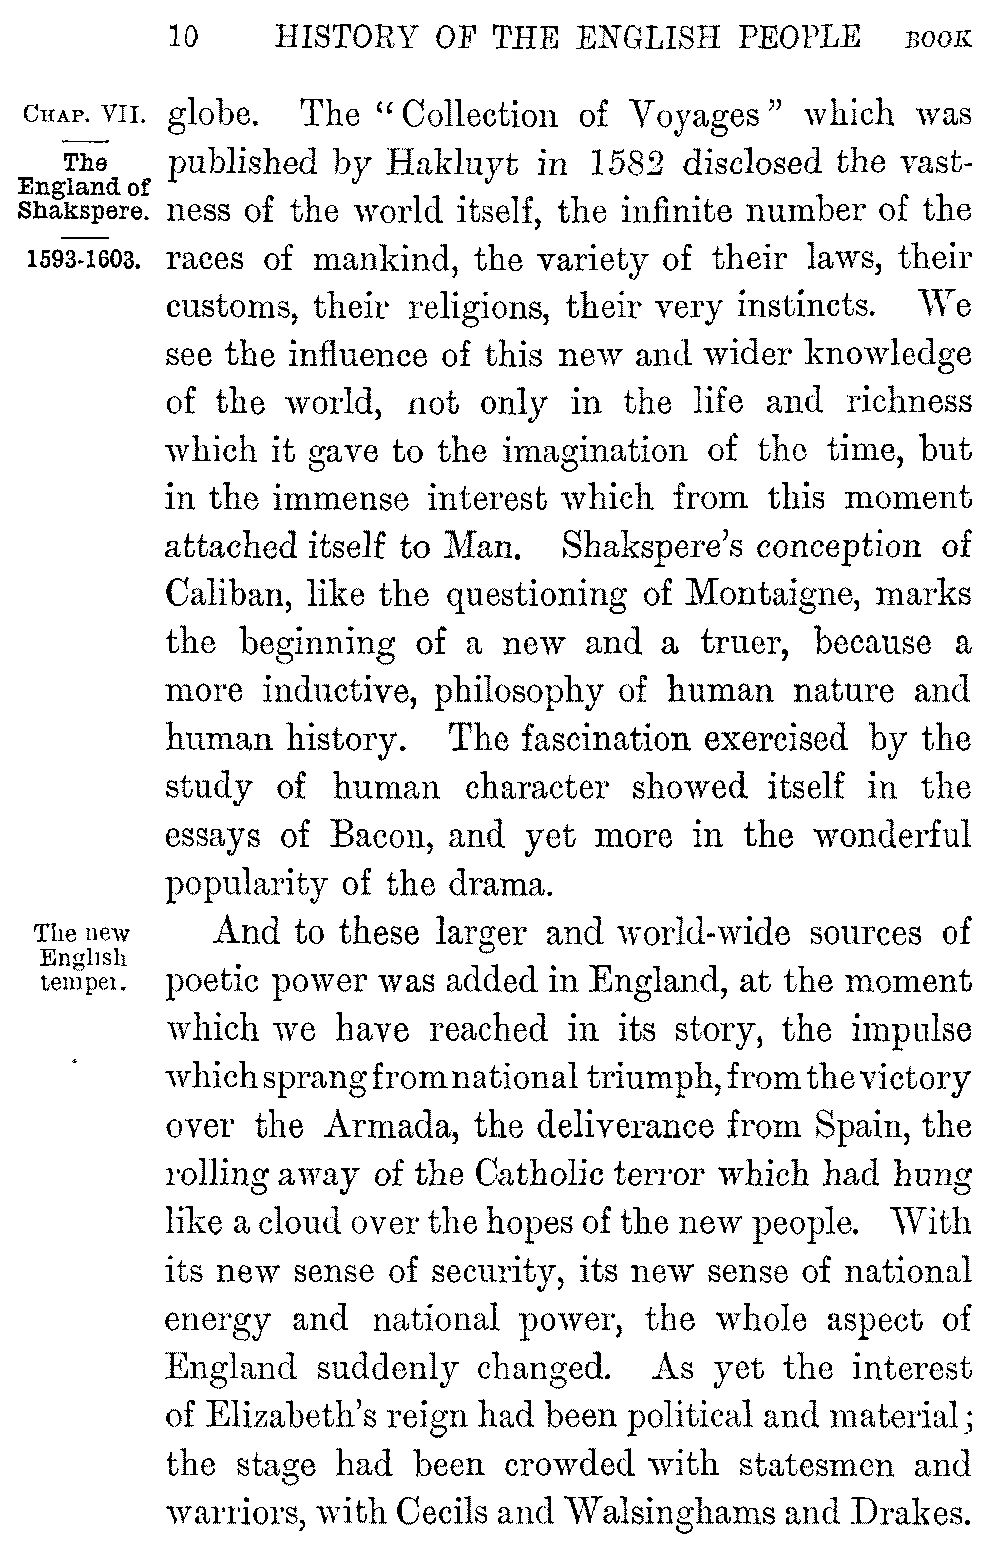 10 HISTORY OF THE ENGLISH PEOPLE BOOK
CHAP. VII.
The
England of
Shakspere.
1593-1603.
globe. The “Collection of Voyages” which was
published by Hakluyt in 1582 disclosed the vast-
ness of the world itself, the infinite number of the
races of mankind, the variety of their laws, their
customs, their religions, their very instincts. We
see the influence of this new and wider knowledge
of the world, not only in the life and richness
which it gave to the imagination of the time, but
in the immense interest which from this moment
attached itself to Man. Shakspere’s conception of
Caliban, like the questioning of Montaigne, marks
the beginning of a new and a truer, because a
more inductive, philosophy of human nature and
human history. The fascination exercised by the
study of human character showed itself in the
essays of Bacon, and yet more in the wonderful
popularity of the drama.
The new
English
temper.
And to these larger and world-wide sources of
poetic power was added in England, at the moment
which we have reached in its story, the impulse
which sprang from national triumph, from the victory
over the Armada, the deliverance from Spain, the
rolling away of the Catholic terror which had hung
like a cloud over the hopes of the new people. With
its new sense of security, its new sense of national
energy and national power, the whole aspect of
England suddenly changed. As yet the interest
of Elizabeth’s reign had been political and material;
the stage had been crowded with statesmen and
warriors, with Cecils and Walsinghams and Drakes.